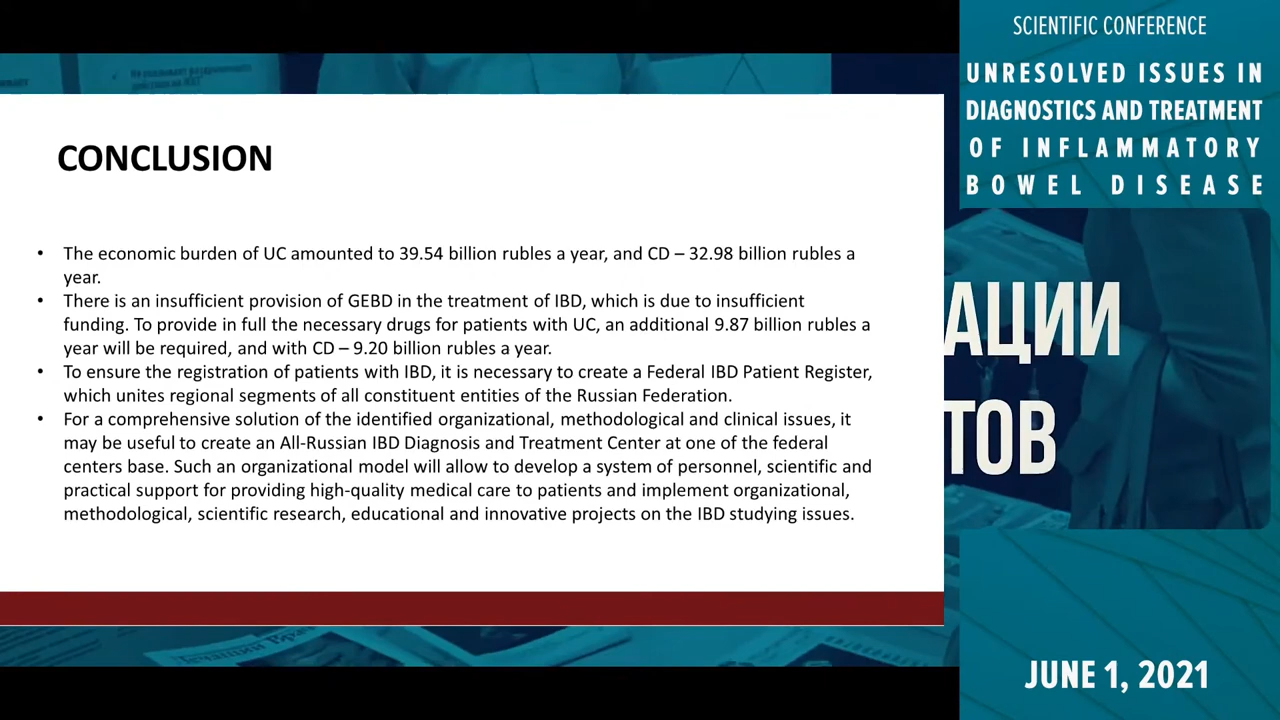 CONCLUSION
• The economic burden of UC amounted to 39.54 billion rubles a year, and CD – 32.98 billion rubles a
year.
• There is an insufficient provision of GEBD in the treatment of IBD, which is due to insufficient
funding. To provide in full the necessary drugs for patients with UC, an additional 9.87 billion rubles a
year will be required, and with CD – 9.20 billion rubles a year.
• To ensure the registration of patients with IBD, it is necessary to create a Federal IBD Patient Register,
which unites regional segments of all constituent entities of the Russian Federation.
• For a comprehensive solution of the identified organizational, methodological and clinical issues, it
may be useful to create an All-Russian IBD Diagnosis and Treatment Center at one of the federal
centers base. Such an organizational model will allow to develop a system of personnel, scientific and
practical support for providing high-quality medical care to patients and implement organizational,
methodological, scientific research, educational and innovative projects on the IBD studying issues.
SCIENTIFIC CONFERENCE
UNRESOLVED ISSUES IN
DIAGNOSTICS AND TREATMENT
OF INFLAMMATORY
BOWEL DISEASE
АЦИИ
ТОВ
JUNE 1, 2021